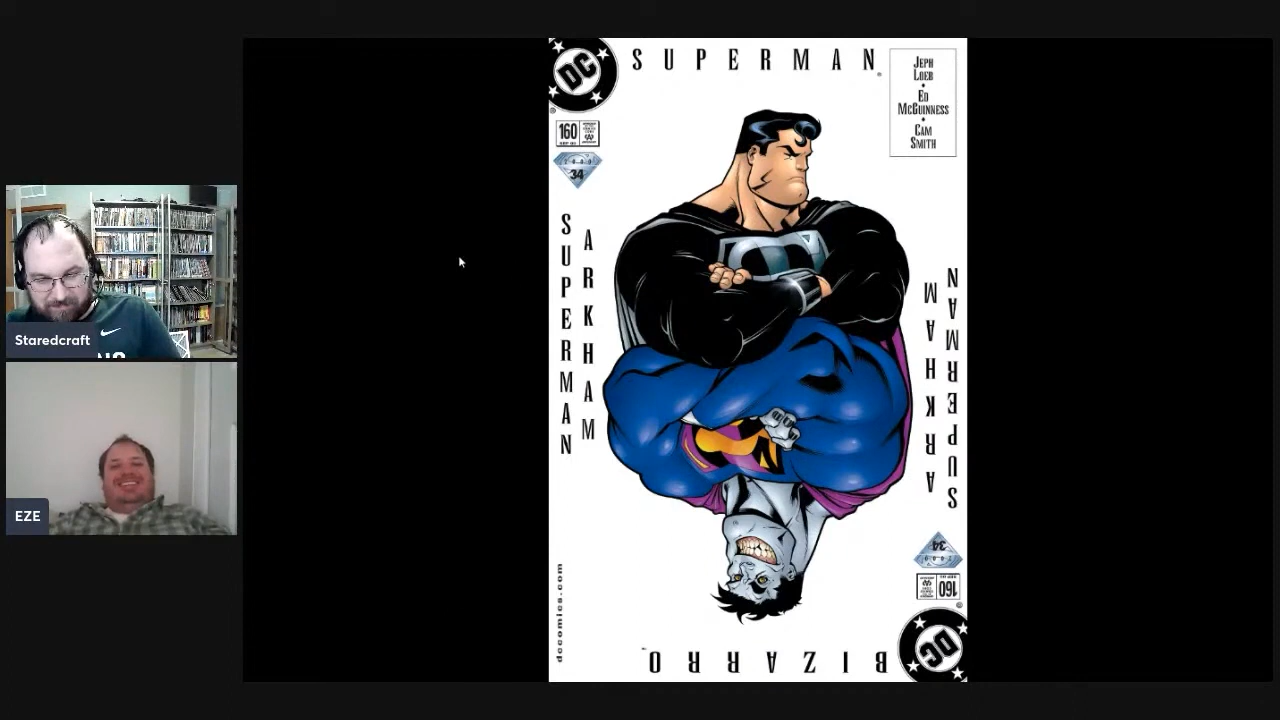 DC
SUPERMAN
JEPH
LOEB
ED
MCGUINNESS
CAM
SMITH
160
34
SUPERMAN
ARKHAM
SUPERMAN
ARKHAM
Staredcraft
EZE
34
160
dccomics.com
BIZARRO
DC